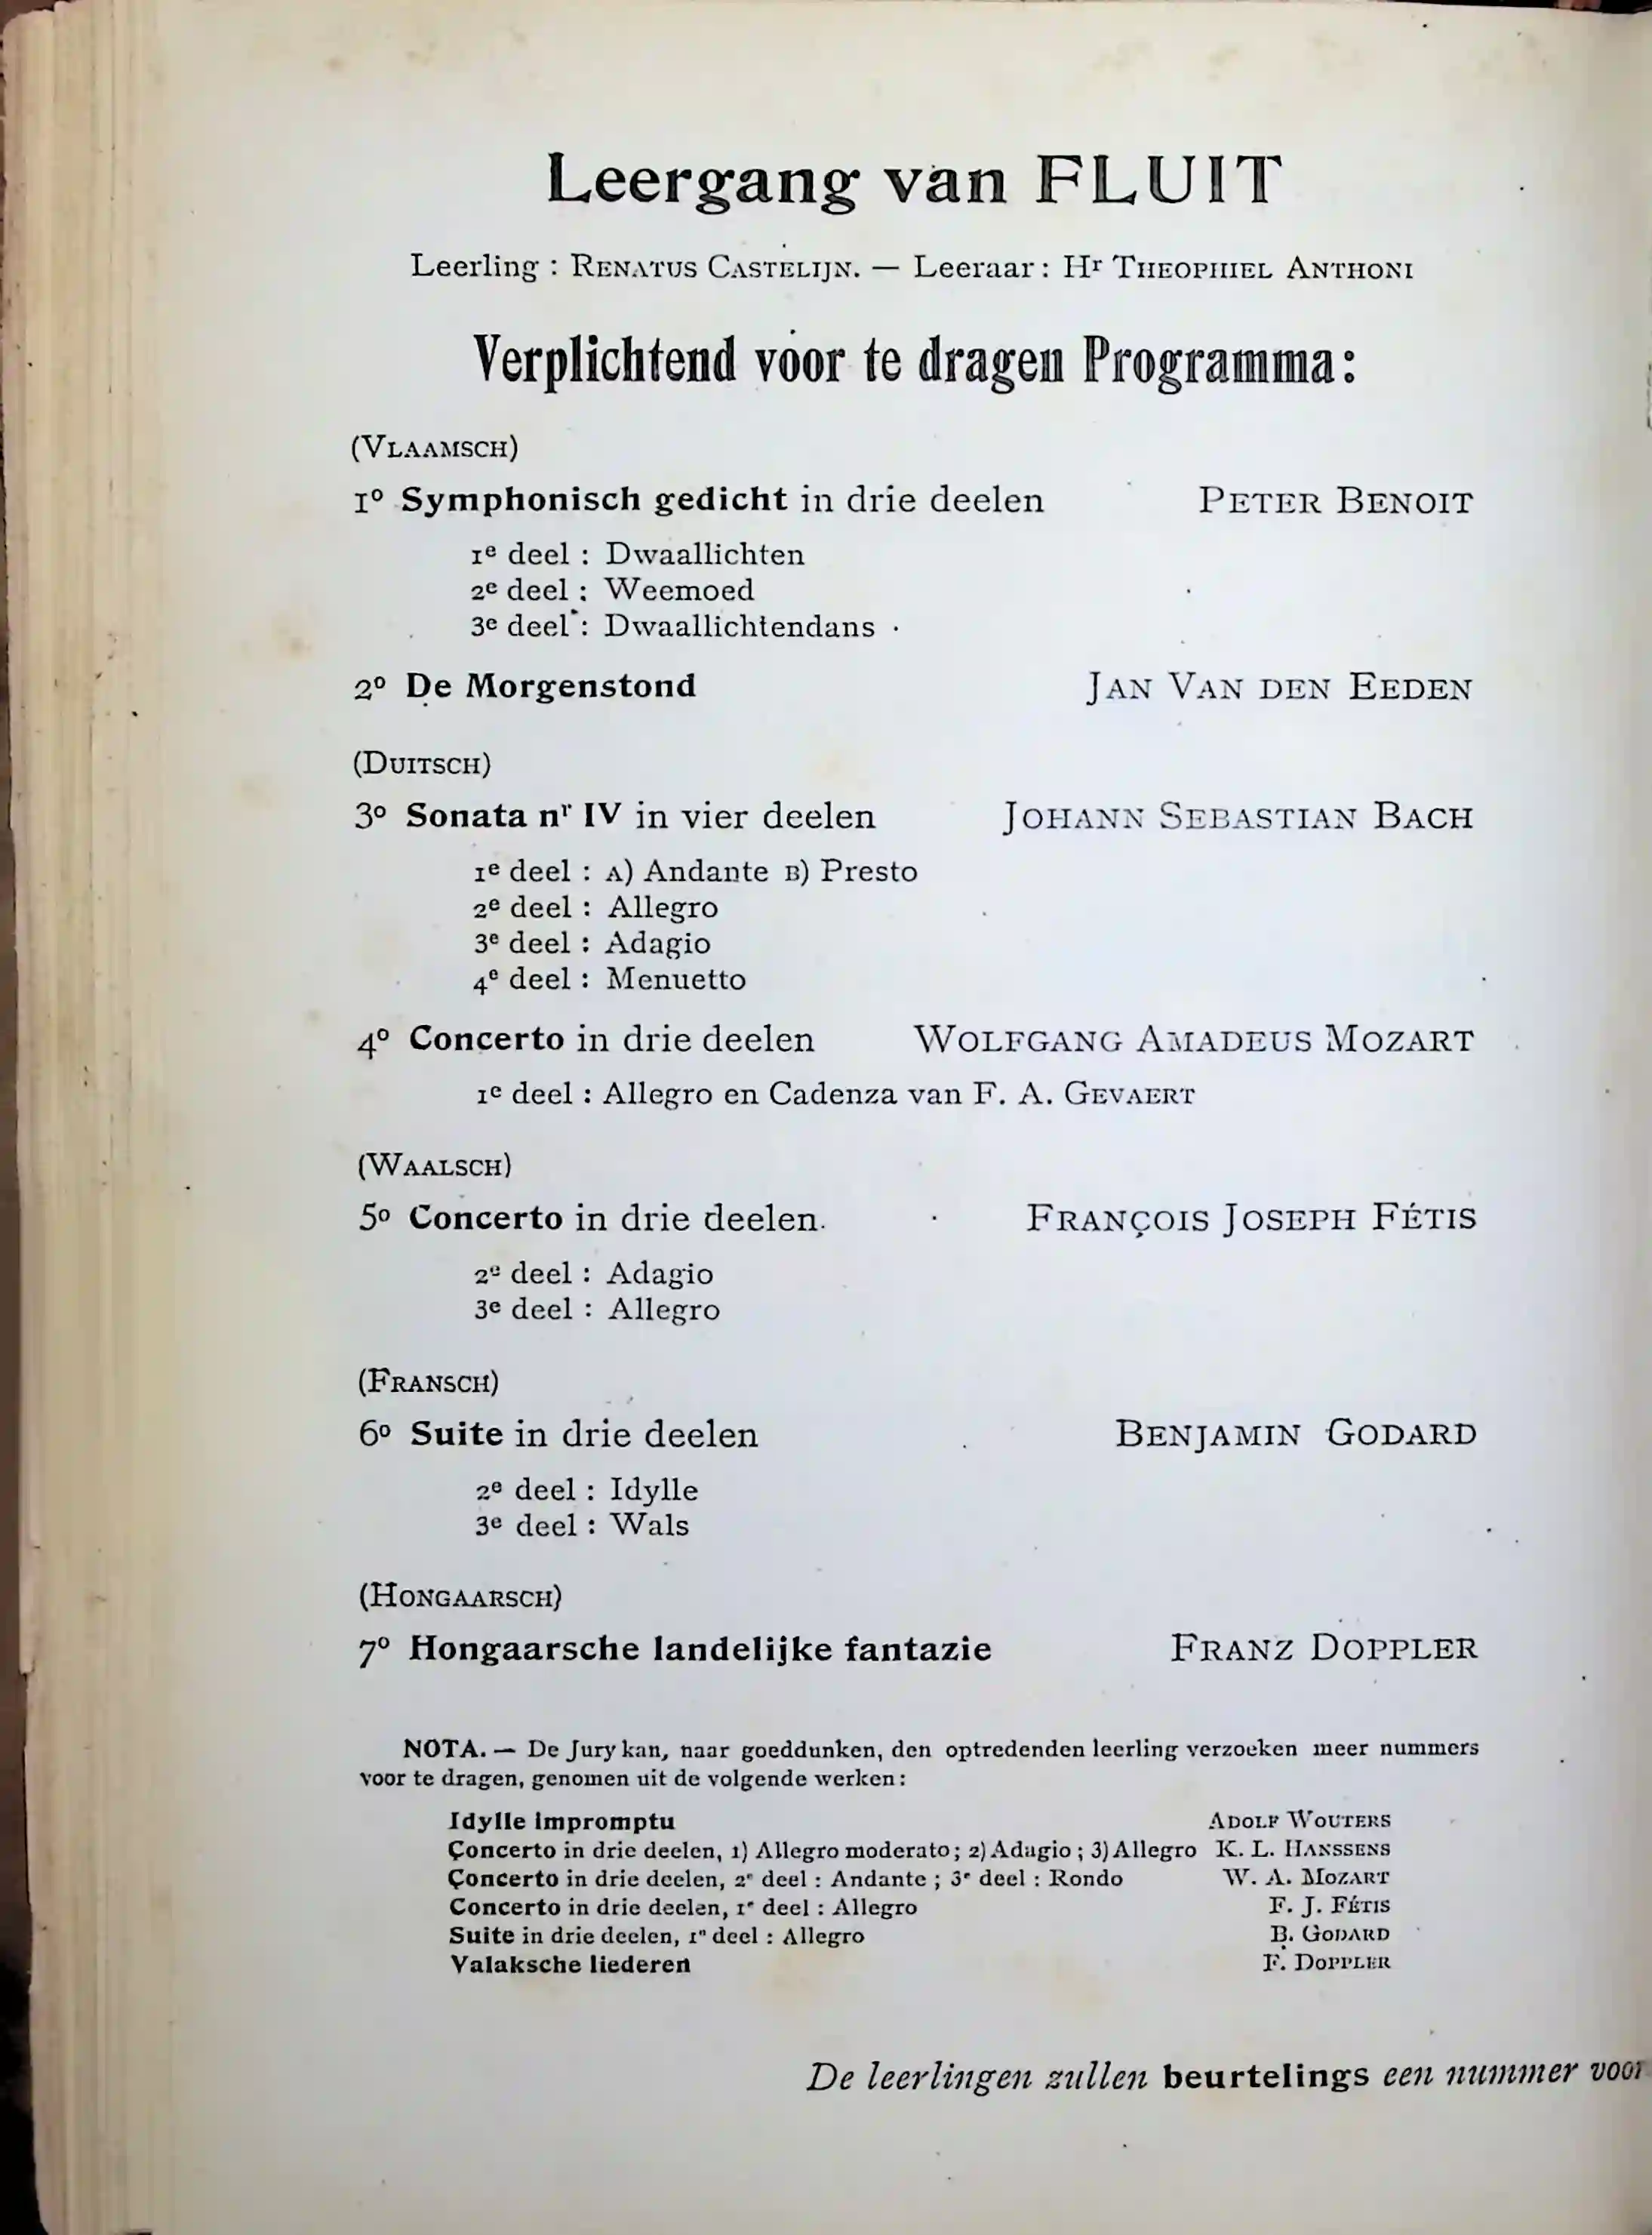 Leergang van FLUIT
Leerling : RENATUS CASTELIJN. — Leeraar : Hr THEOPHIEL ANTHONI
Verplichtend voor te dragen Programma :
(VLAAMSCH)
1º Symphonisch gedicht in drie deelen PETER BENOIT
1e deel : Dwaallichten
2e deel : Weemoed
3e deel : Dwaallichtendans
2º De Morgenstond JAN VAN DEN EEDEN
(DUITSCH)
3º Sonata nr IV in vier deelen JOHANN SEBASTIAN BACH
1e deel : A) Andante B) Presto
2e deel : Allegro
3e deel : Adagio
4e deel : Menuetto
4º Concerto in drie deelen WOLFGANG AMADEUS MOZART
1e deel : Allegro en Cadenza van F. A. GEVAERT
(WAALSCH)
5º Concerto in drie deelen. FRANÇOIS JOSEPH FÉTIS
2e deel : Adagio
3e deel : Allegro
(FRANSCH)
6º Suite in drie deelen BENJAMIN GODARD
2e deel : Idylle
3e deel : Wals
(HONGAARSCH)
7º Hongaarsche landelijke fantazie FRANZ DOPPLER
NOTA. — De Jury kan, naar goeddunken, den optredenden leerling verzoeken meer nummers
voor te dragen, genomen uit de volgende werken :
Idylle Impromptu ADOLF WOUTERS
Concerto in drie deelen, 1) Allegro moderato ; 2) Adagio ; 3) Allegro K. L. HANSSENS
Concerto in drie deelen, 2e deel : Andante ; 3e deel : Rondo W. A. MOZART
Concerto in drie deelen, 1e deel : Allegro F. J. FÉTIS
Suite in drie deelen, 1e deel : Allegro B. GODARD
Valaksche liederen F. DOPPLER
De leerlingen zullen beurtelings een nummer voor